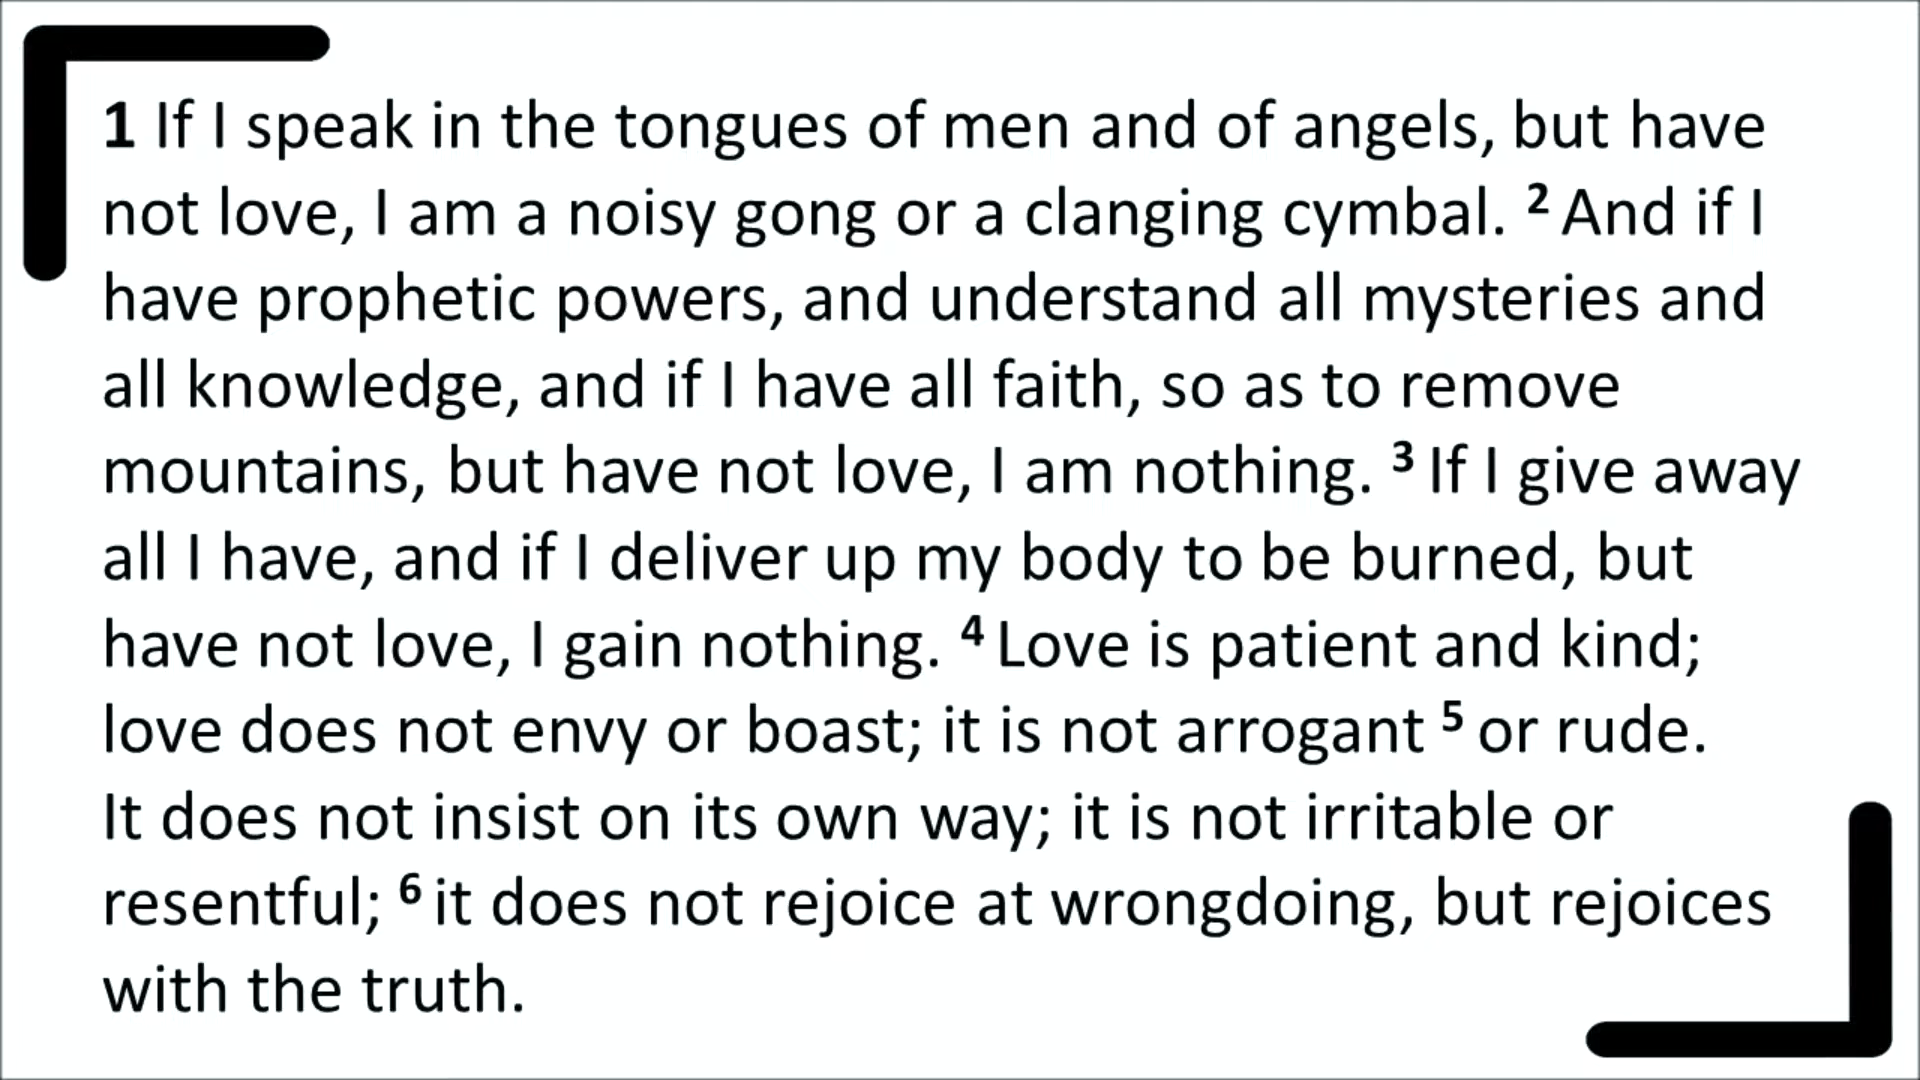 1 If I speak in the tongues of men and of angels, but have
not love, I am a noisy gong or a clanging cymbal. 2 And if I
have prophetic powers, and understand all mysteries and
all knowledge, and if I have all faith, so as to remove
mountains, but have not love, I am nothing. 3 If I give away
all I have, and if I deliver up my body to be burned, but
have not love, I gain nothing. 4 Love is patient and kind;
love does not envy or boast; it is not arrogant 5 or rude.
It does not insist on its own way; it is not irritable or
resentful; 6 it does not rejoice at wrongdoing, but rejoices
with the truth.